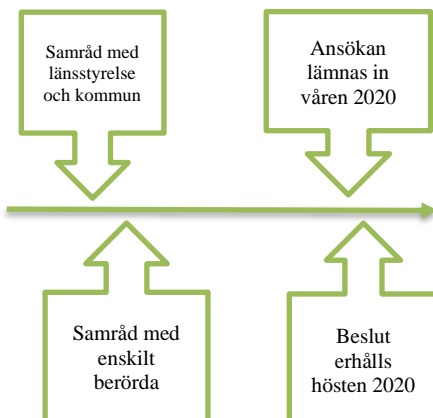 Samråd med
länsstyrelse
och kommun
Ansökan
lämnas in
våren 2020
Samråd med
enskilt
berörda
Beslut
erhålls
hösten 2020